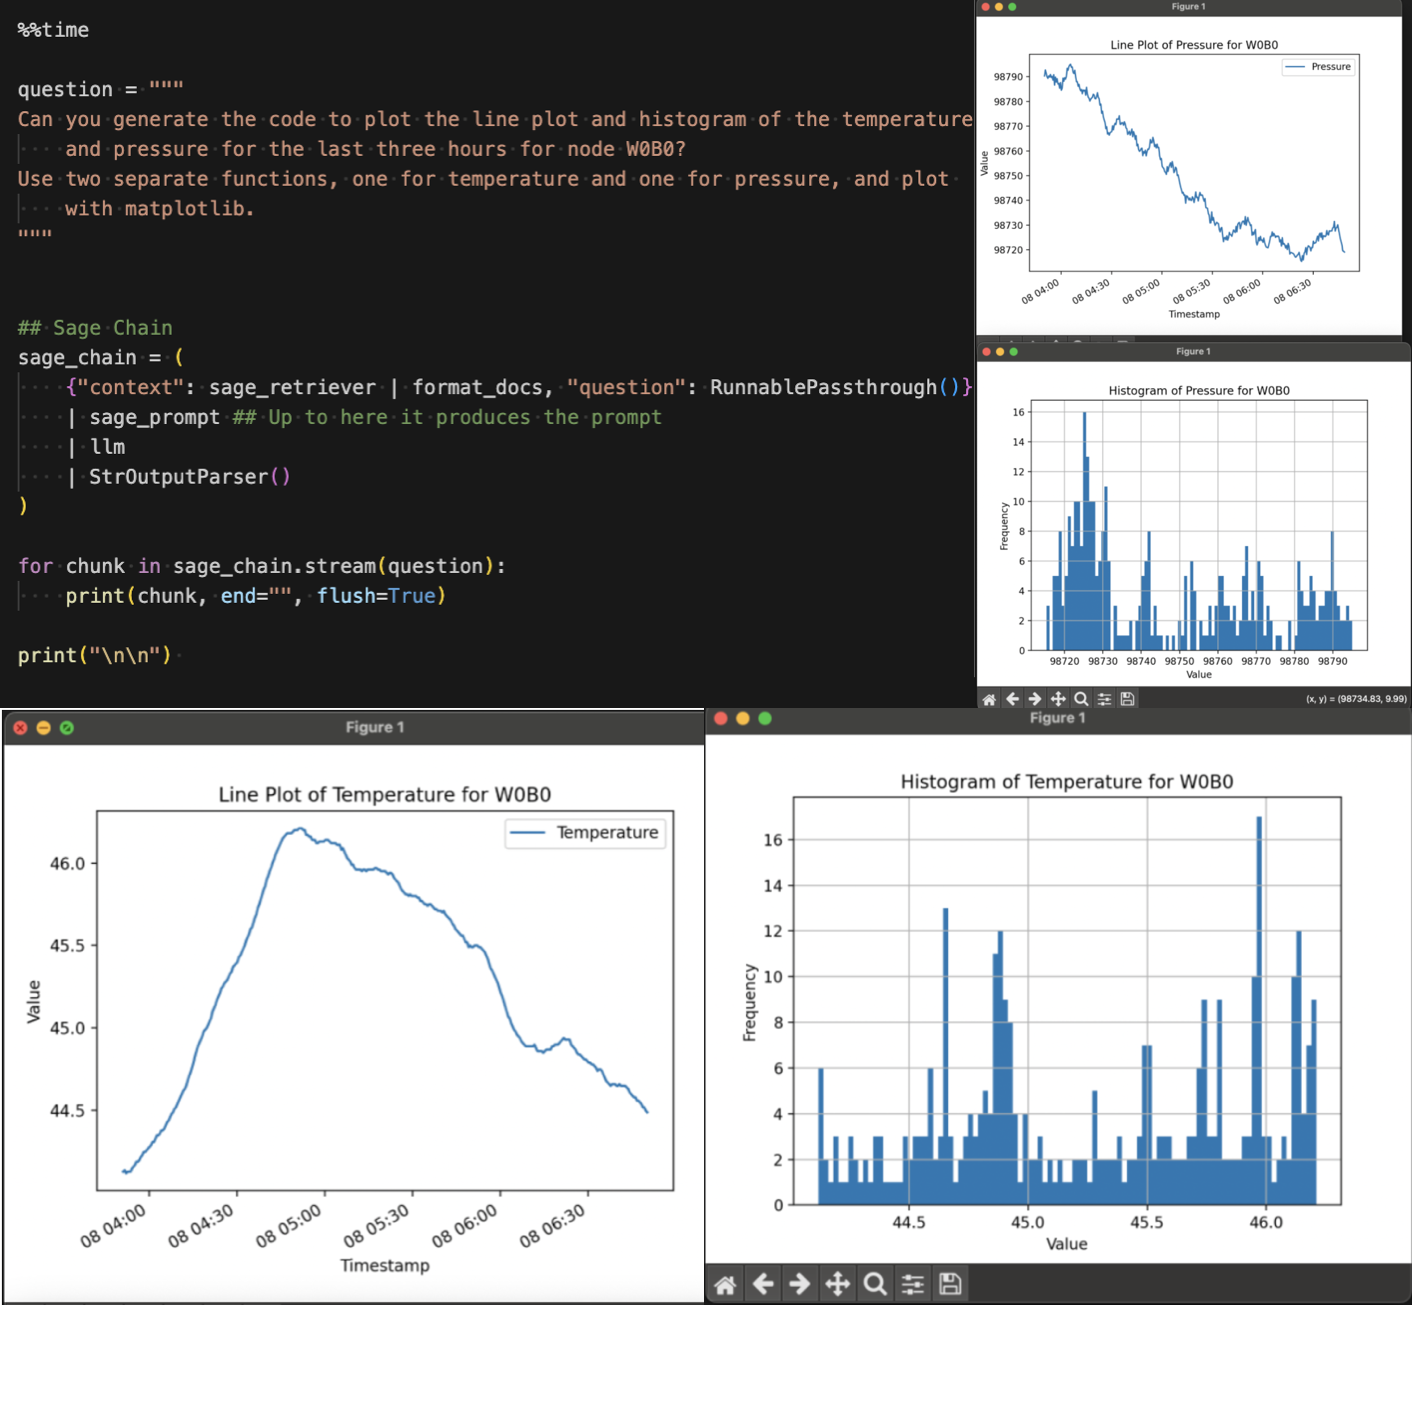 %%time
question = """
Can you generate the code to plot the line plot and histogram of the temperature
and pressure for the last three hours for node W0B0?
Use two separate functions, one for temperature and one for pressure, and plot
with matplotlib.
"""
## Sage Chain
sage_chain = (
{"context": sage_retriever | format_docs, "question": RunnablePassthrough()}
| sage_prompt ## Up to here it produces the prompt
| llm
| StrOutputParser()
)
for chunk in sage_chain.stream(question):
print(chunk, end="", flush=True)
print("\n\n")
Figure 1
Line Plot of Pressure for W0B0
Pressure
98790
98780
98770
98760
98750
98740
98730
98720
Value
08 04:00
08 04:30
08 05:00
08 05:30
08 06:00
08 06:30
Timestamp
Figure 1
Histogram of Pressure for W0B0
16
14
12
10
8
6
4
2
0
Frequency
98720 98730 98740 98750 98760 98770 98780 98790
Value
(x, y) = (98734.83, 9.99)
Figure 1
Line Plot of Temperature for W0B0
Temperature
46.0
45.5
45.0
44.5
Value
08 04:00
08 04:30
08 05:00
08 05:30
08 06:00
08 06:30
Timestamp
Figure 1
Histogram of Temperature for W0B0
16
14
12
10
8
6
4
2
0
Frequency
44.5 45.0 45.5 46.0
Value